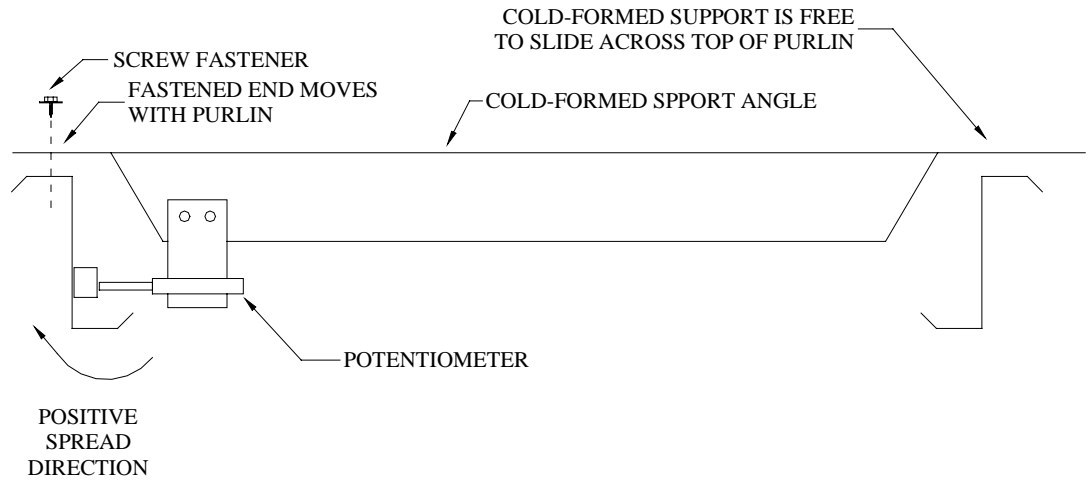 COLD-FORMED SUPPORT IS FREE
TO SLIDE ACROSS TOP OF PURLIN
SCREW FASTENER
FASTENED END MOVES
WITH PURLIN
COLD-FORMED SPPORT ANGLE
POTENTIOMETER
POSITIVE
SPREAD
DIRECTION